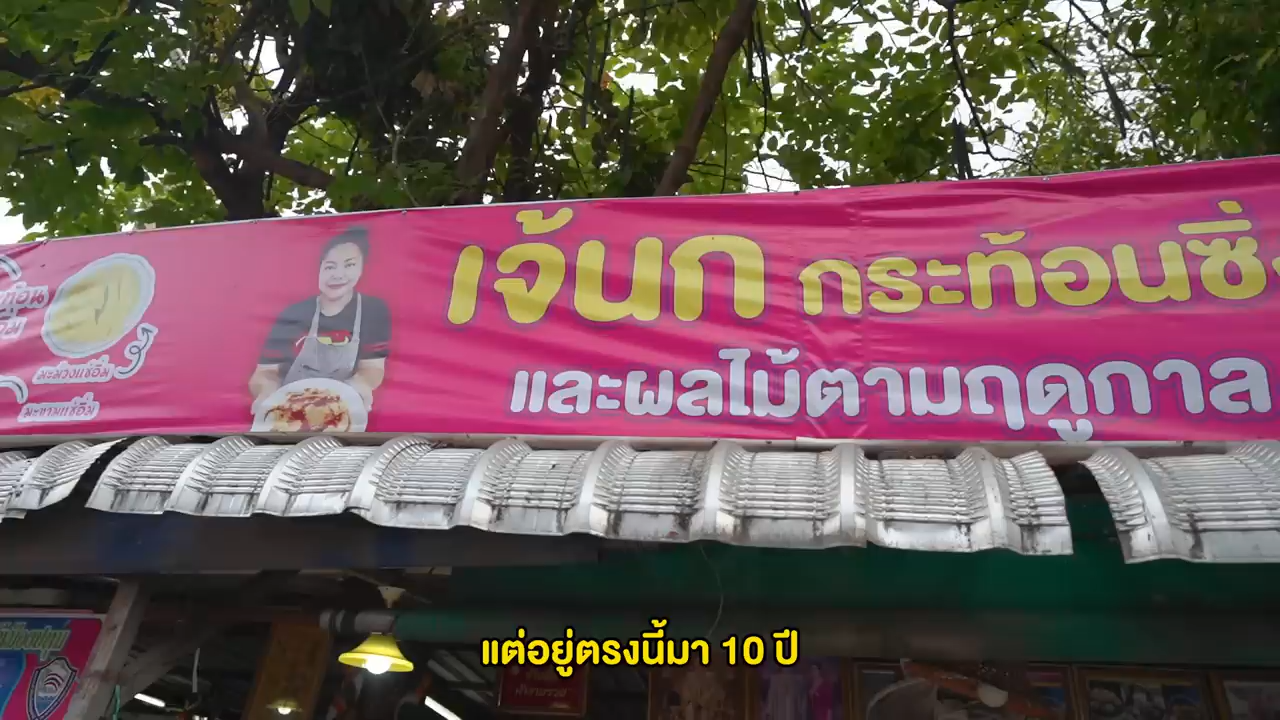 เจ้นก กระท้อนซิ่
และผลไม้ตามฤดูกาล
มะม่วงแช่อิ่ม
มะขามแช่อิ่ม
แต่อยู่ตรงนี้มา 10 ปี